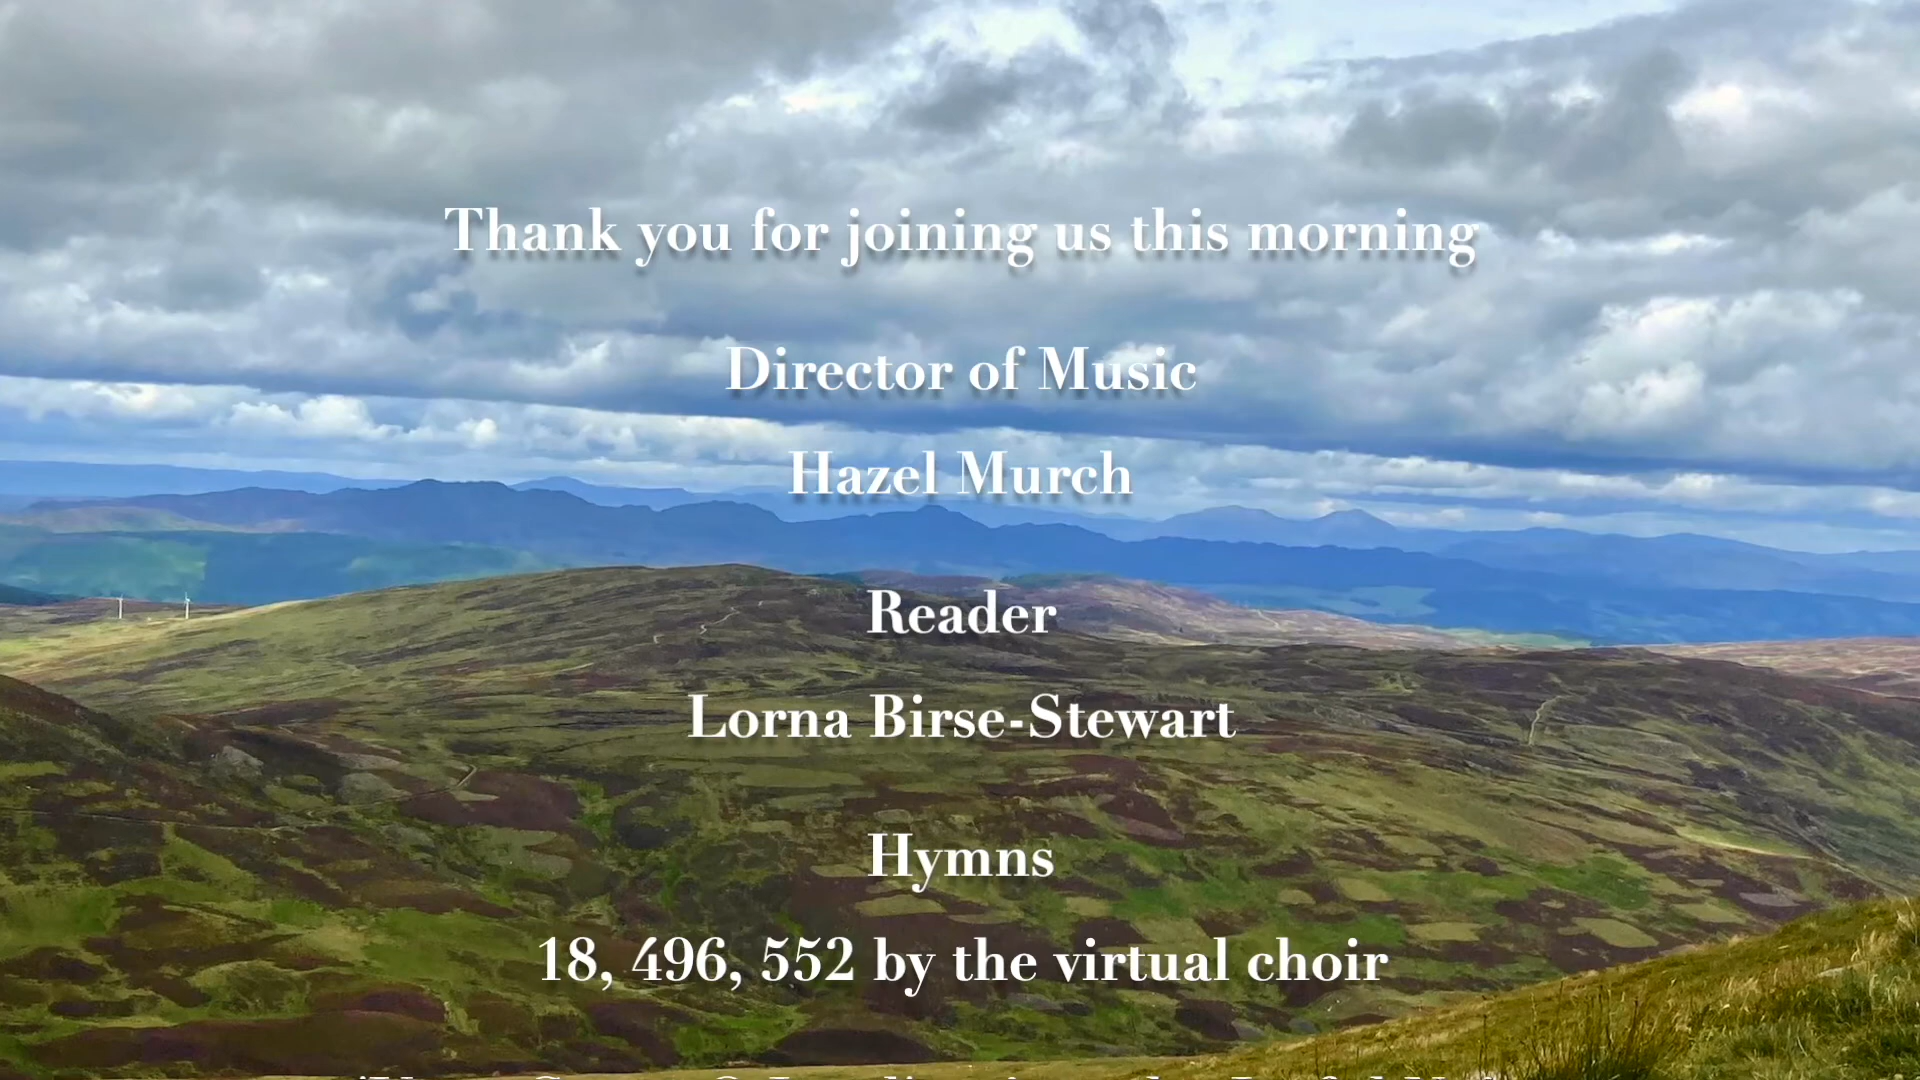 Thank you for joining us this morning
Director of Music
Hazel Murch
Reader
Lorna Birse-Stewart
Hymns
18, 496, 552 by the virtual choir